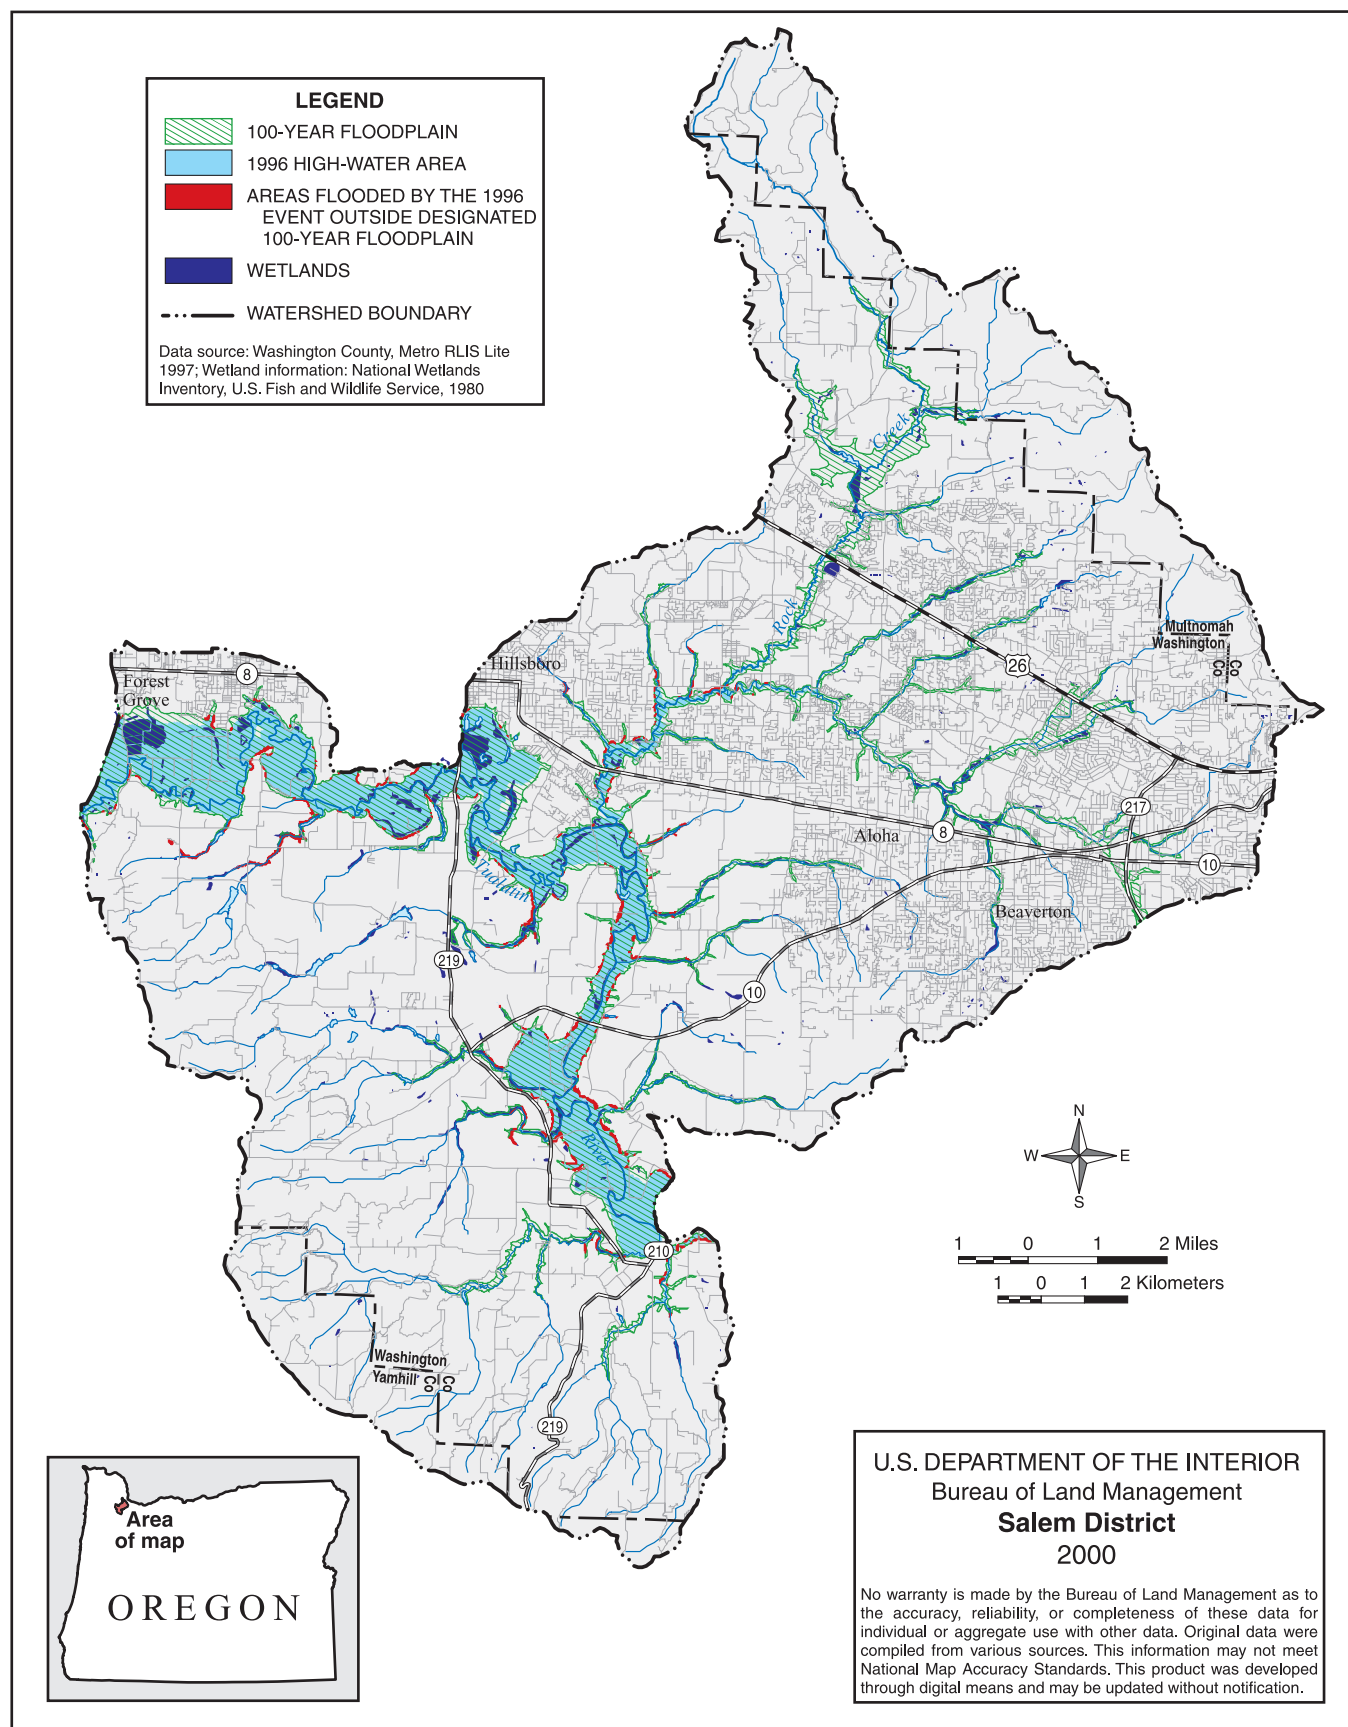 LEGEND
100-YEAR FLOODPLAIN
1996 HIGH-WATER AREA
AREAS FLOODED BY THE 1996
EVENT OUTSIDE DESIGNATED
100-YEAR FLOODPLAIN
WETLANDS
WATERSHED BOUNDARY
Data source: Washington County, Metro RLIS Lite
1997; Wetland information: National Wetlands
Inventory, U.S. Fish and Wildlife Service, 1980
Creek
Rock
Multnomah
Washington
Co
Co
26
Hillsboro
8
Forest
Grove
217
Aloha
8
10
Tualatin
Beaverton
219
10
River
N
W
E
S
210
1 0 1 2 Miles
1 0 1 2 Kilometers
Washington
Yamhill
Co
Co
219
Area
of map
OREGON
U.S. DEPARTMENT OF THE INTERIOR
Bureau of Land Management
Salem District
2000
No warranty is made by the Bureau of Land Management as to
the accuracy, reliability, or completeness of these data for
individual or aggregate use with other data. Original data were
compiled from various sources. This information may not meet
National Map Accuracy Standards. This product was developed
through digital means and may be updated without notification.